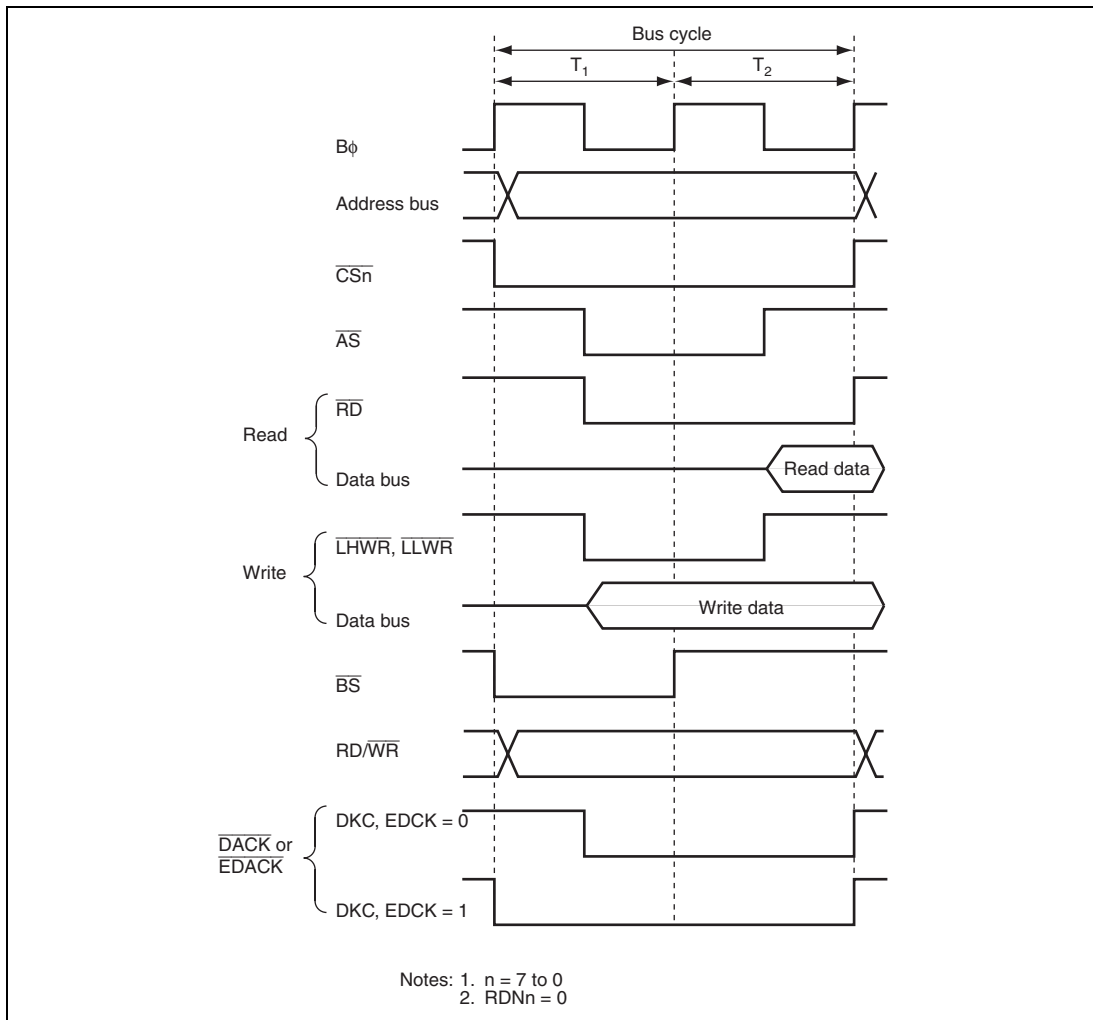 Bus cycle
T1 T2
Bφ
Address bus
CSn
AS
Read
RD
Data bus
Read data
Write
LHWR, LLWR
Data bus
Write data
BS
RD/WR
DACK or
EDACK
DKC, EDCK = 0
DKC, EDCK = 1
Notes: 1. n = 7 to 0
2. RDNn = 0